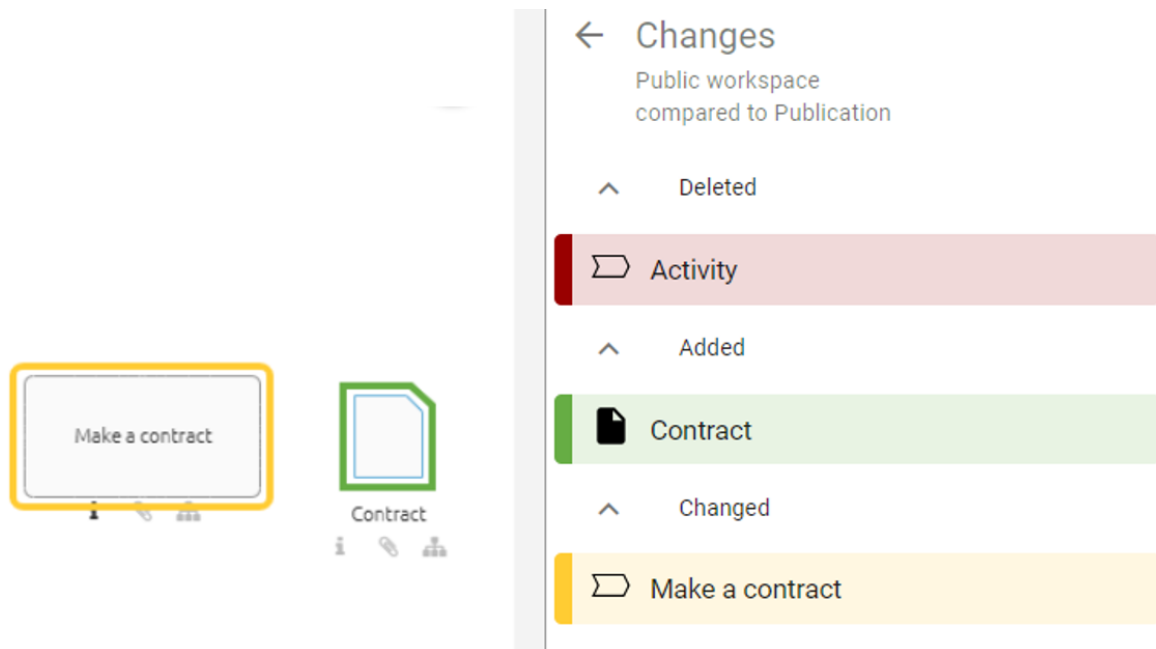 Changes
Public workspace
compared to Publication
Deleted
Activity
Added
Contract
Changed
Make a contract
Make a contract
Contract